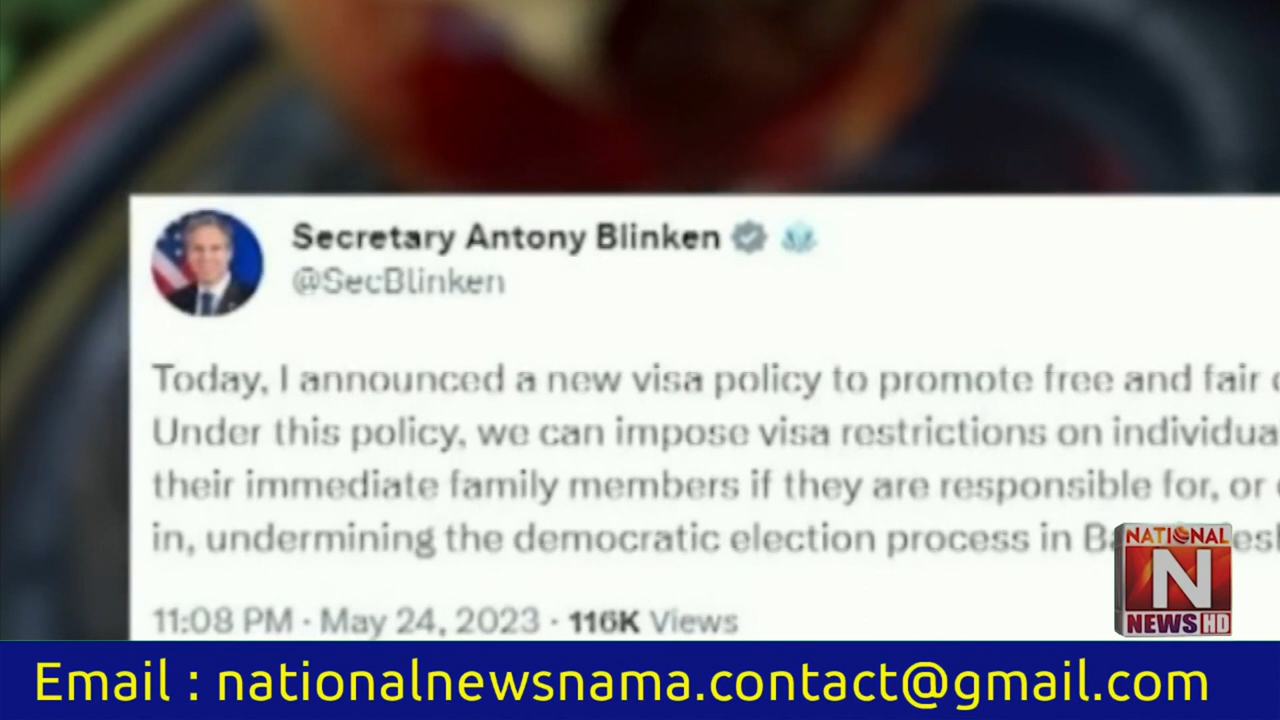 Secretary Antony Blinken
@SecBlinken
Today, I announced a new visa policy to promote free and fair
Under this policy, we can impose visa restrictions on individua
their immediate family members if they are responsible for, or
in, undermining the democratic election process in
11:08 PM · May 24, 2023 · 116K Views
NATIONAL
N
NEWS HD
Email : nationalnewsnama.contact@gmail.com